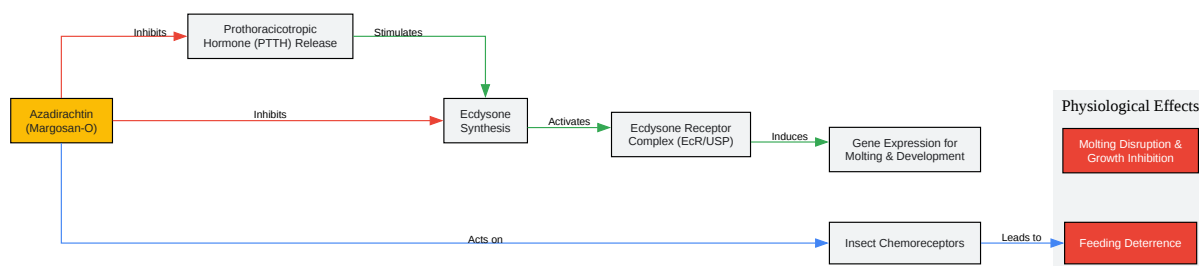 Inhibits
Prothoracicotropic
Hormone (PTTH) Release
Stimulates
Azadirachtin
(Margosan-O)
Inhibits
Ecdysone
Synthesis
Activates
Ecdysone Receptor
Complex (EcR/USP)
Induces
Gene Expression for
Molting & Development
Physiological Effects
Molting Disruption &
Growth Inhibition
Acts on
Insect Chemoreceptors
Leads to
Feeding Deterrence